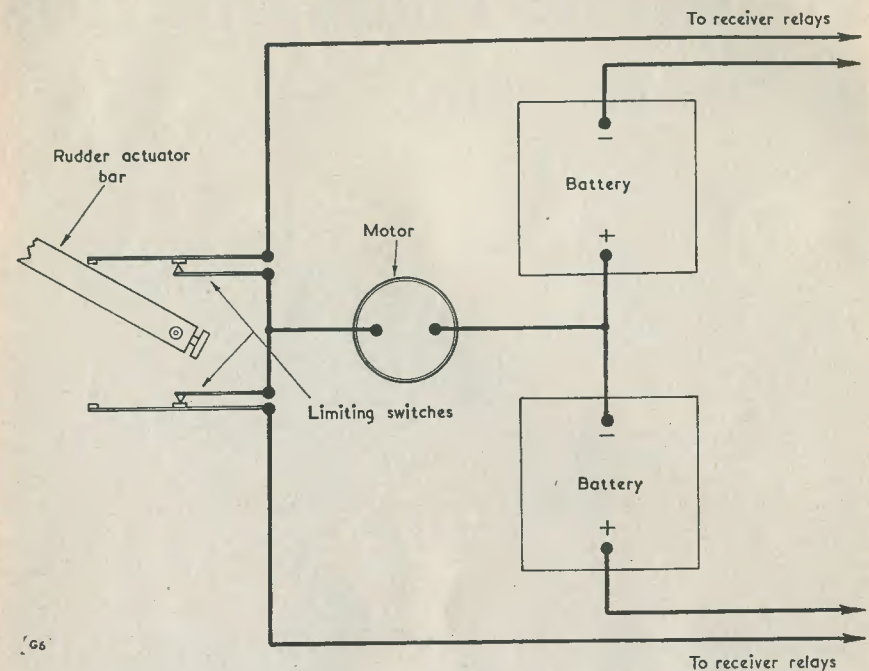 To receiver relays
Rudder actuator
bar
Motor
−
Battery
+
Limiting switches
−
Battery
+
G6
To receiver relays